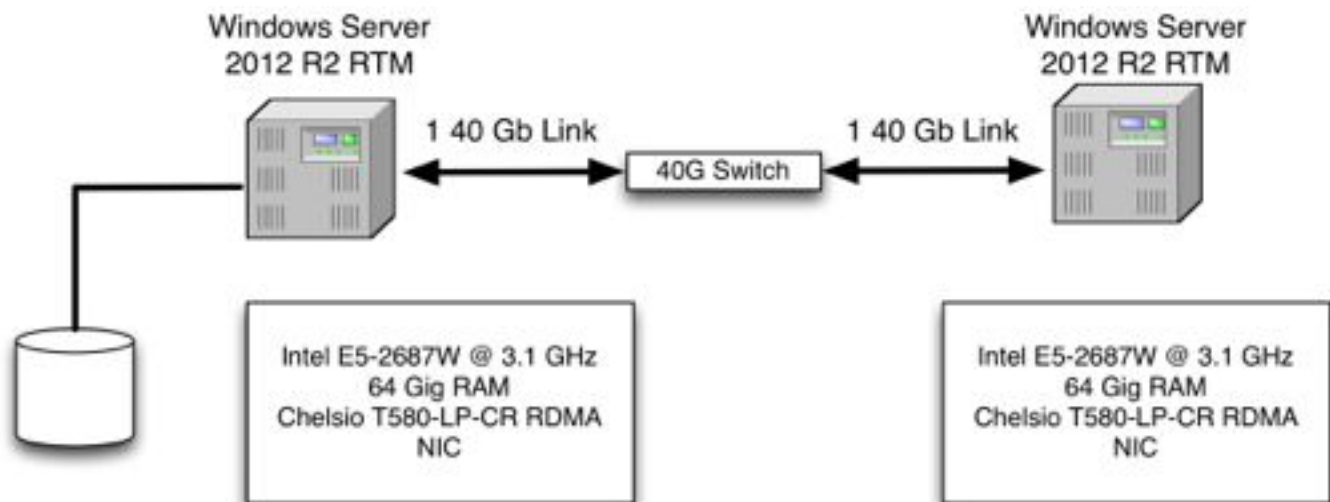 Windows Server
2012 R2 RTM
Windows Server
2012 R2 RTM
1 40 Gb Link
40G Switch
1 40 Gb Link
Intel E5-2687W @ 3.1 GHz
64 Gig RAM
Chelsio T580-LP-CR RDMA
NIC
Intel E5-2687W @ 3.1 GHz
64 Gig RAM
Chelsio T580-LP-CR RDMA
NIC